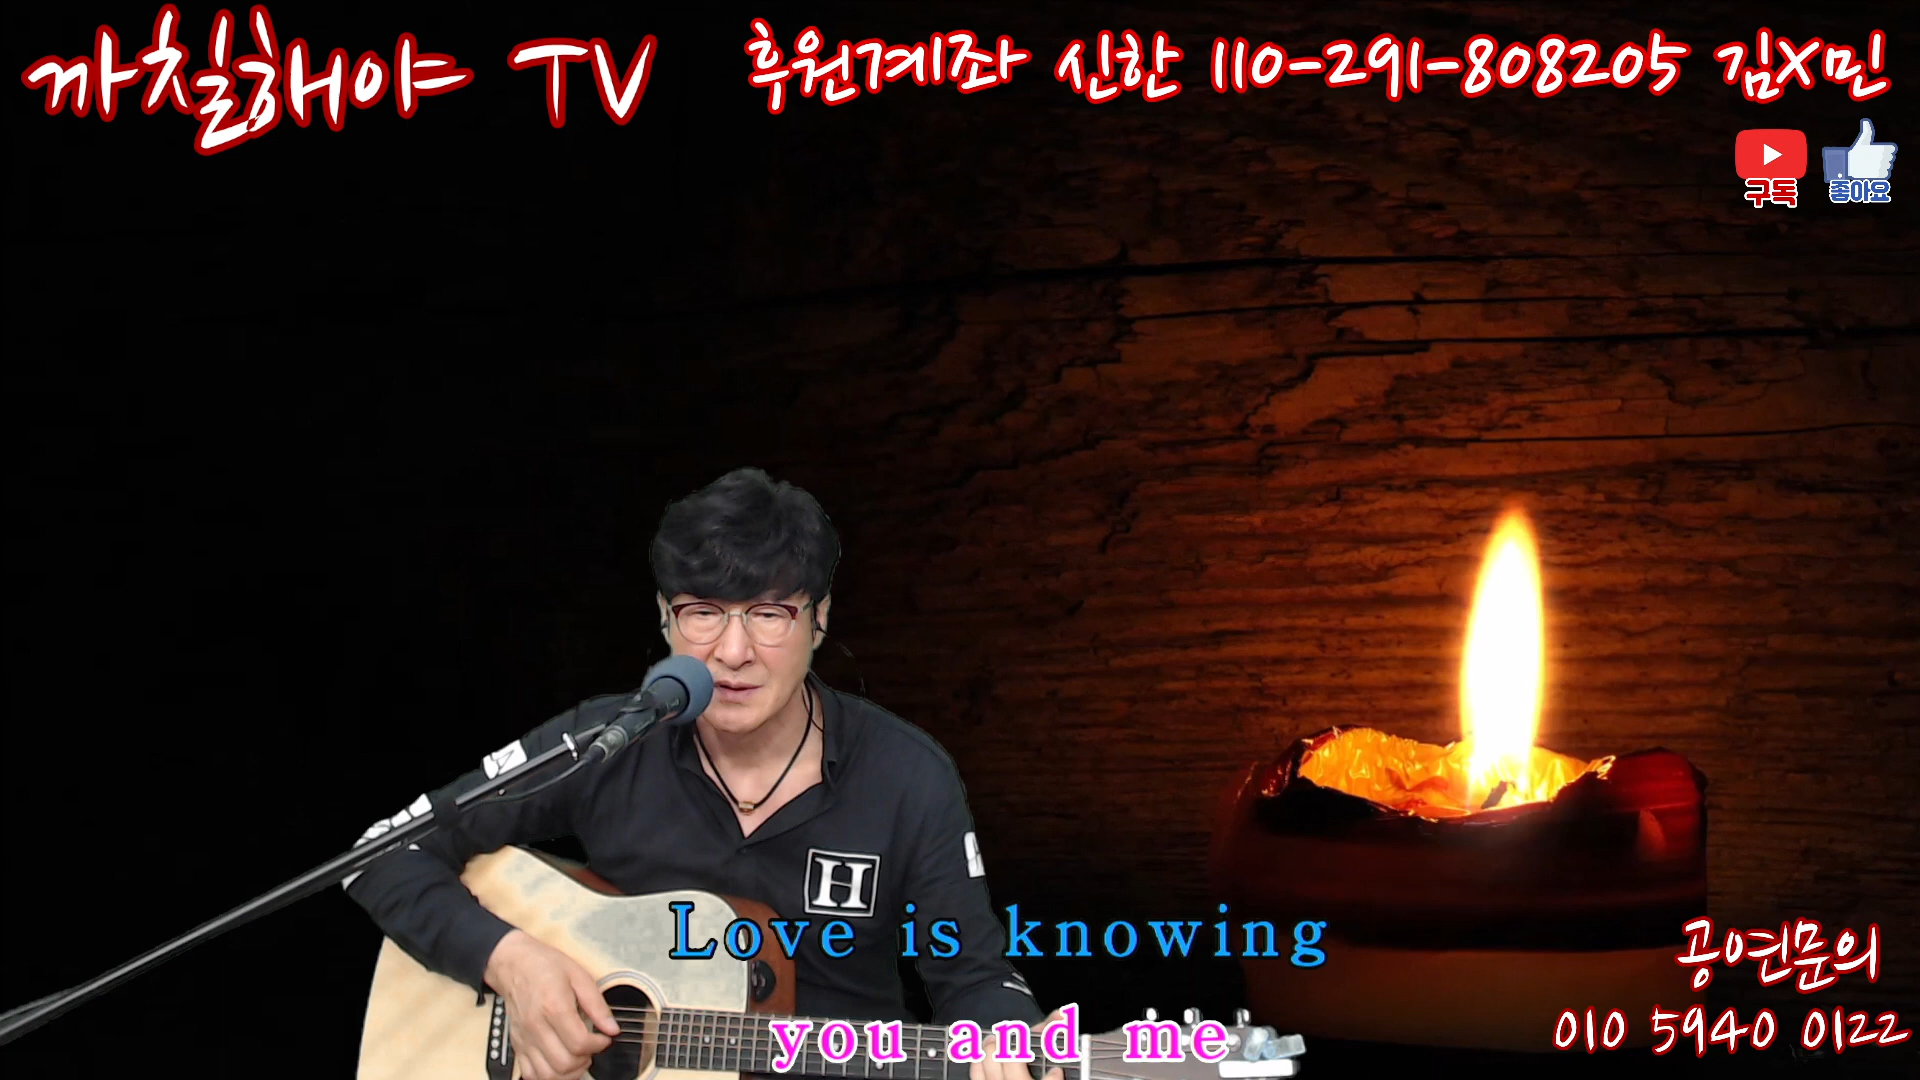 까칠해야 TV
후원계좌 신한 110-291-808205 김X민
구독
좋아요
H
Love is knowing
you and me
공연문의
010 5940 0122